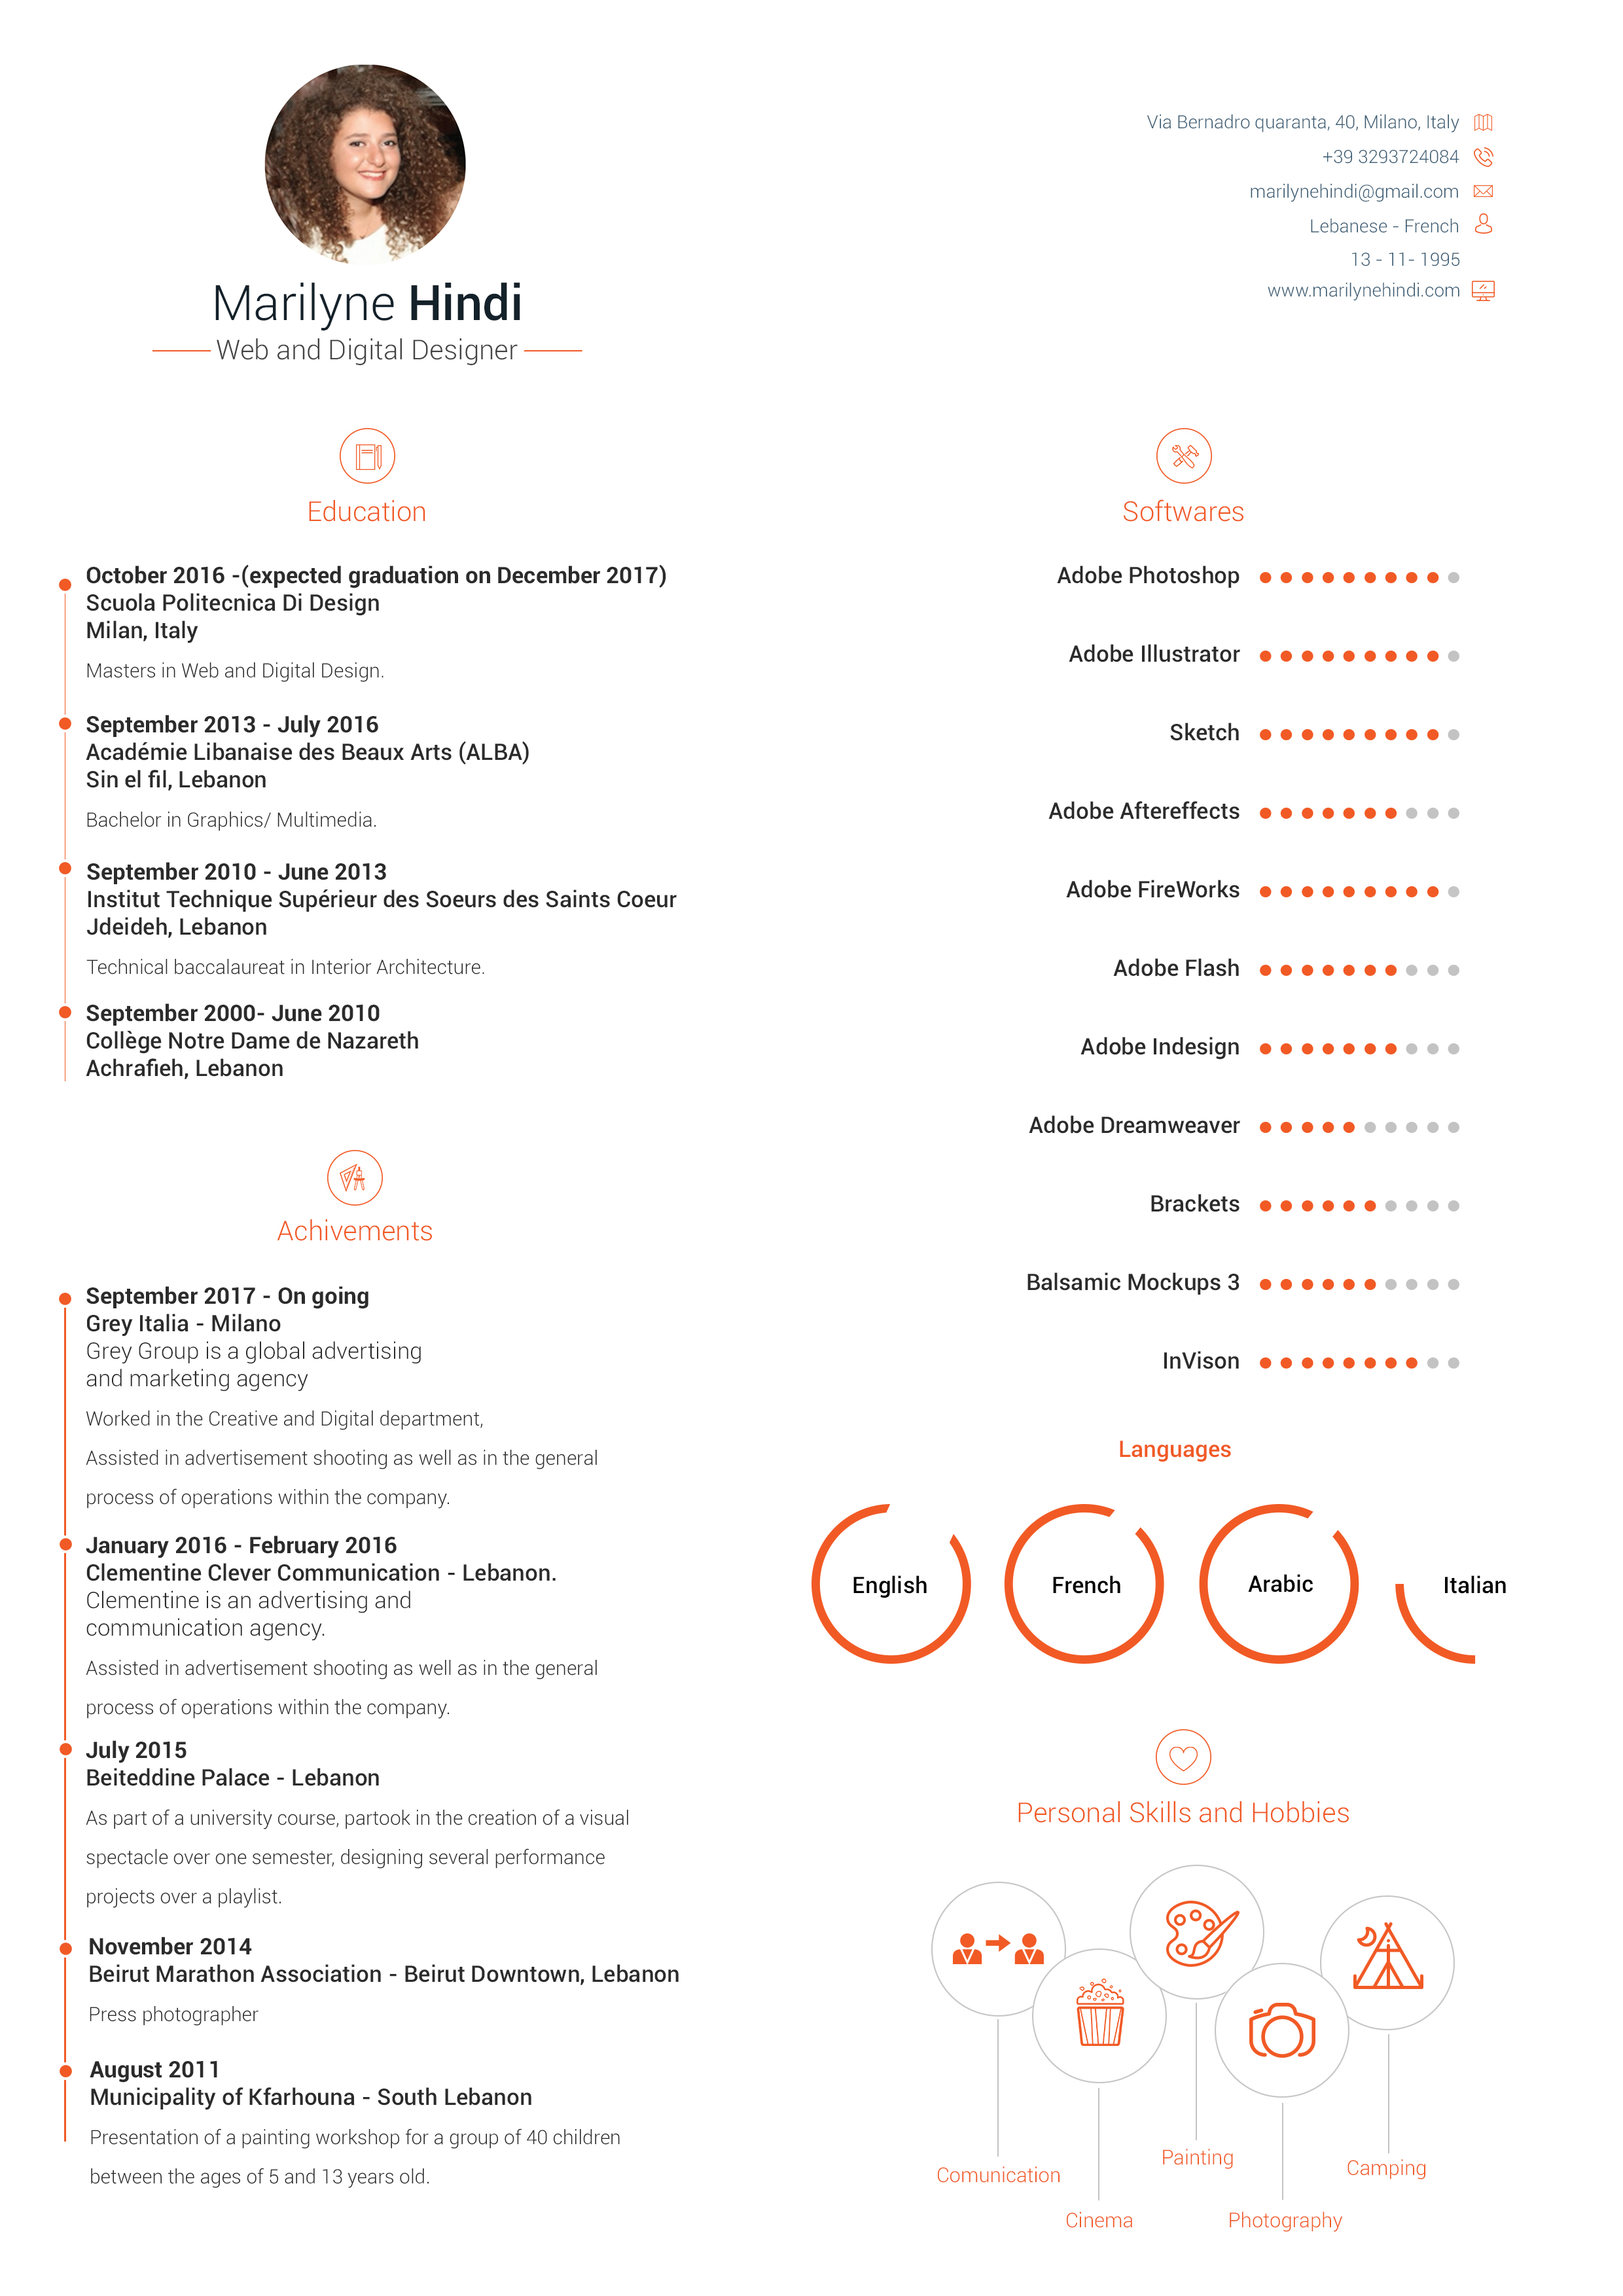 Marilyne Hindi
Web and Digital Designer
Via Bernadro quaranta, 40, Milano, Italy
+39 3293724084
marilynehindi@gmail.com
Lebanese - French
13 - 11- 1995
www.marilynehindi.com
Education
October 2016 -(expected graduation on December 2017)
Scuola Politecnica Di Design
Milan, Italy
Masters in Web and Digital Design.
September 2013 - July 2016
Académie Libanaise des Beaux Arts (ALBA)
Sin el fil, Lebanon
Bachelor in Graphics/ Multimedia.
September 2010 - June 2013
Institut Technique Supérieur des Soeurs des Saints Coeur
Jdeideh, Lebanon
Technical baccalaureat in Interior Architecture.
September 2000- June 2010
Collège Notre Dame de Nazareth
Achrafieh, Lebanon
Achivements
September 2017 - On going
Grey Italia - Milano
Grey Group is a global advertising
and marketing agency
Worked in the Creative and Digital department,
Assisted in advertisement shooting as well as in the general
process of operations within the company.
January 2016 - February 2016
Clementine Clever Communication - Lebanon.
Clementine is an advertising and
communication agency.
Assisted in advertisement shooting as well as in the general
process of operations within the company.
July 2015
Beiteddine Palace - Lebanon
As part of a university course, partook in the creation of a visual
spectacle over one semester, designing several performance
projects over a playlist.
November 2014
Beirut Marathon Association - Beirut Downtown, Lebanon
Press photographer
August 2011
Municipality of Kfarhouna - South Lebanon
Presentation of a painting workshop for a group of 40 children
between the ages of 5 and 13 years old.
Softwares
Adobe Photoshop
Adobe Illustrator
Sketch
Adobe Aftereffects
Adobe FireWorks
Adobe Flash
Adobe Indesign
Adobe Dreamweaver
Brackets
Balsamic Mockups 3
InVison
Languages
English
French
Arabic
Italian
Personal Skills and Hobbies
Comunication
Cinema
Painting
Photography
Camping